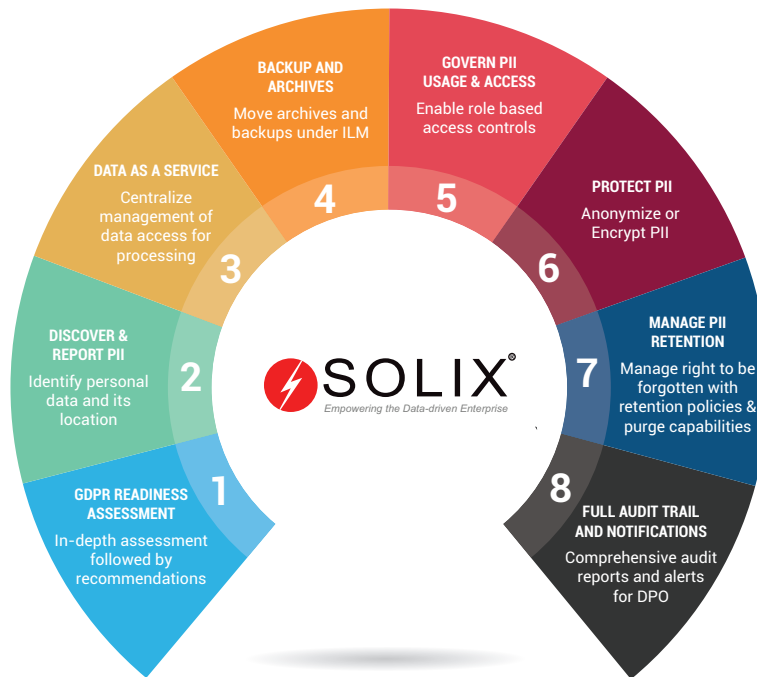 1
GDPR READINESS
ASSESSMENT
In-depth assessment
followed by
recommendations
2
DISCOVER &
REPORT PII
Identify personal
data and its
location
3
DATA AS A SERVICE
Centralize
management of
data access for
processing
4
BACKUP AND
ARCHIVES
Move archives and
backups under ILM
5
GOVERN PII
USAGE & ACCESS
Enable role based
access controls
6
PROTECT PII
Anonymize or
Encrypt PII
7
MANAGE PII
RETENTION
Manage right to be
forgotten with
retention policies &
purge capabilities
8
FULL AUDIT TRAIL
AND NOTIFICATIONS
Comprehensive audit
reports and alerts
for DPO
SOLIX®
Empowering the Data-driven Enterprise